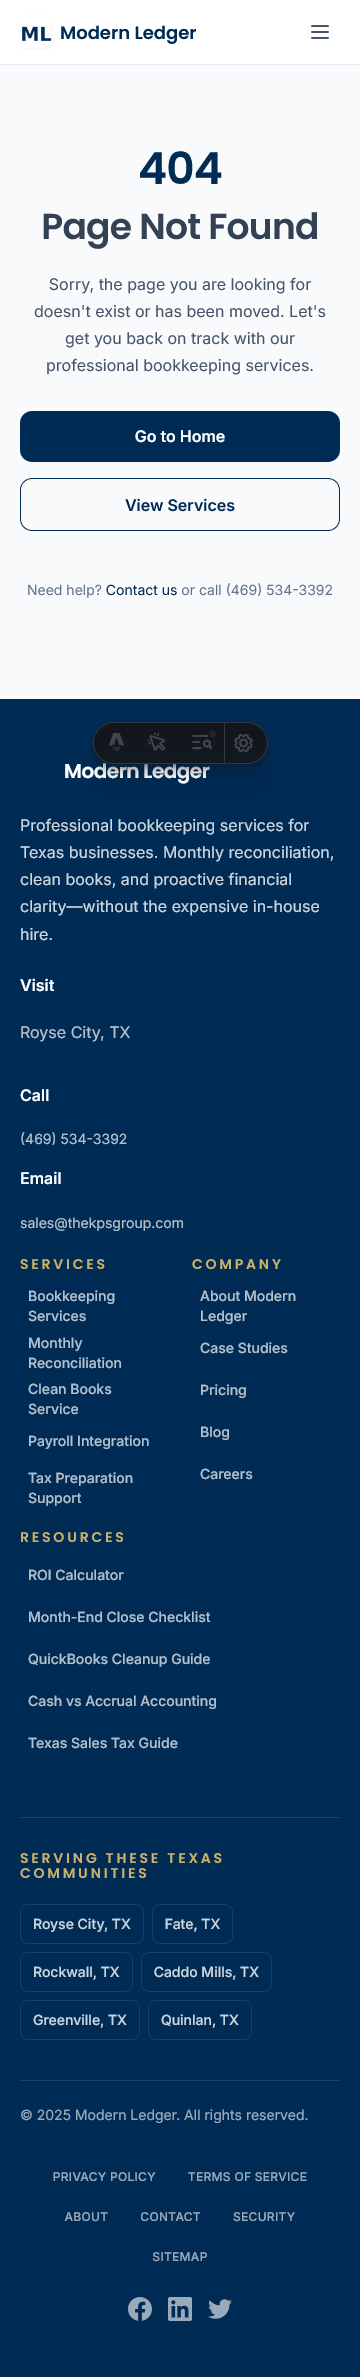 ML Modern Ledger
404
Page Not Found
Sorry, the page you are looking for
doesn't exist or has been moved. Let's
get you back on track with our
professional bookkeeping services.
Go to Home
View Services
Need help? Contact us or call (469) 534-3392
Modern Ledger
Professional bookkeeping services for
Texas businesses. Monthly reconciliation,
clean books, and proactive financial
clarity—without the expensive in-house
hire.
Visit
Royse City, TX
Call
(469) 534-3392
Email
sales@thekpsgroup.com
SERVICES
Bookkeeping
Services
Monthly
Reconciliation
Clean Books
Service
Payroll Integration
Tax Preparation
Support
COMPANY
About Modern
Ledger
Case Studies
Pricing
Blog
Careers
RESOURCES
ROI Calculator
Month-End Close Checklist
QuickBooks Cleanup Guide
Cash vs Accrual Accounting
Texas Sales Tax Guide
SERVING THESE TEXAS
COMMUNITIES
Royse City, TX
Fate, TX
Rockwall, TX
Caddo Mills, TX
Greenville, TX
Quinlan, TX
© 2025 Modern Ledger. All rights reserved.
PRIVACY POLICY
TERMS OF SERVICE
ABOUT
CONTACT
SECURITY
SITEMAP